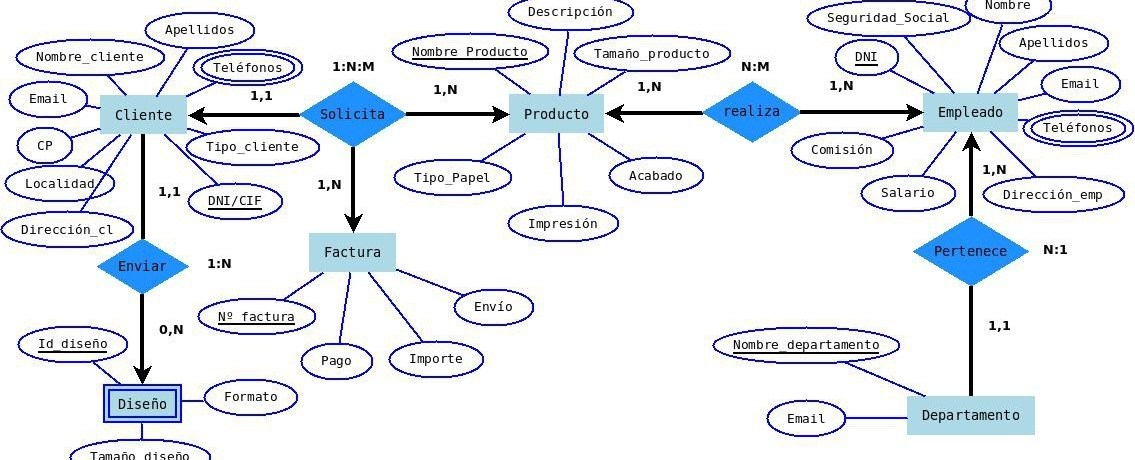 Descripción
Nombre
Seguridad_Social
Apellidos
Apellidos
Nombre_cliente
Nombre Producto
Tamaño_producto
DNI
Teléfonos
1:N:M
N:M
Email
Email
1,1
1,N
1,N
1,N
Cliente
Solicita
Producto
realiza
Empleado
Teléfonos
CP
Tipo_cliente
Comisión
Localidad
1,1
1,N
Tipo_Papel
Acabado
1,N
Salario
Dirección_emp
DNI/CIF
Dirección_cl
Impresión
Factura
Pertenece
N:1
Enviar
1:N
Envío
Nº factura
0,N
1,1
Id_diseño
Nombre_departamento
Pago
Importe
Formato
Diseño
Email
Departamento
Tamaño_diseño